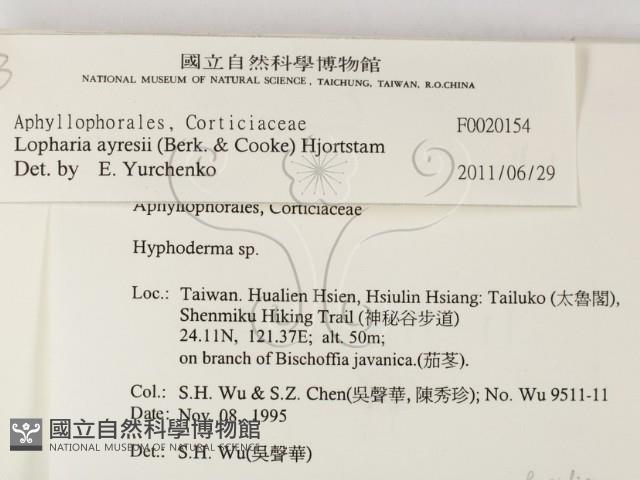 國立自然科學博物館
NATIONAL MUSEUM OF NATURAL SCIENCE, TAICHUNG, TAIWAN, R.O.CHINA
Aphyllophorales, Corticiaceae F0020154
Lopharia ayresii (Berk. & Cooke) Hjortstam
Det. by E. Yurchenko 2011/06/29
Aphyllophorales, Corticiaceae
Hyphoderma sp.
Loc.: Taiwan. Hualien Hsien, Hsiulin Hsiang: Tailuko (太魯閣),
Shenmiku Hiking Trail (神秘谷步道)
24.11N, 121.37E; alt. 50m;
on branch of Bischoffia javanica.(茄苳).
Col.: S.H. Wu & S.Z. Chen(吳聲華, 陳秀珍); No. Wu 9511-11
Date: Nov. 08, 1995
Det.: S.H. Wu(吳聲華)
國立自然科學博物館
NATIONAL MUSEUM OF NATURAL SCIENCE